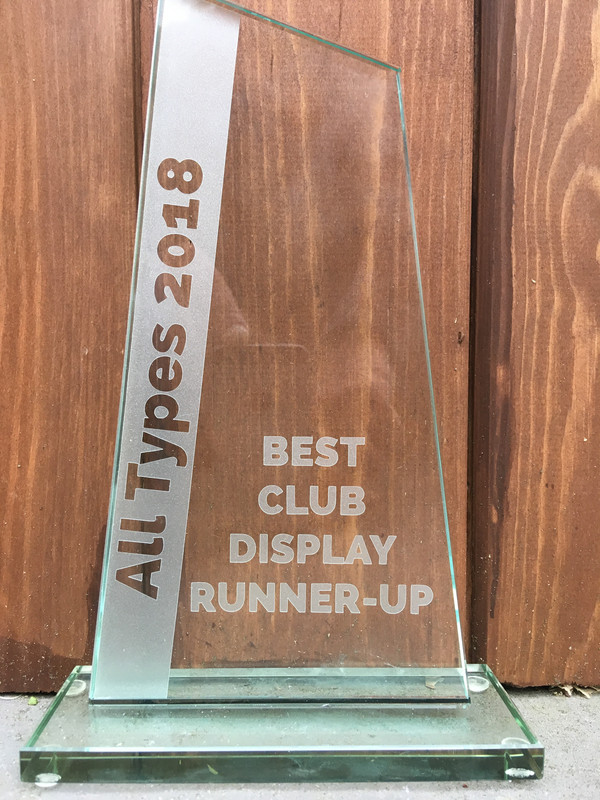 All Types 2018
BEST
CLUB
DISPLAY
RUNNER-UP